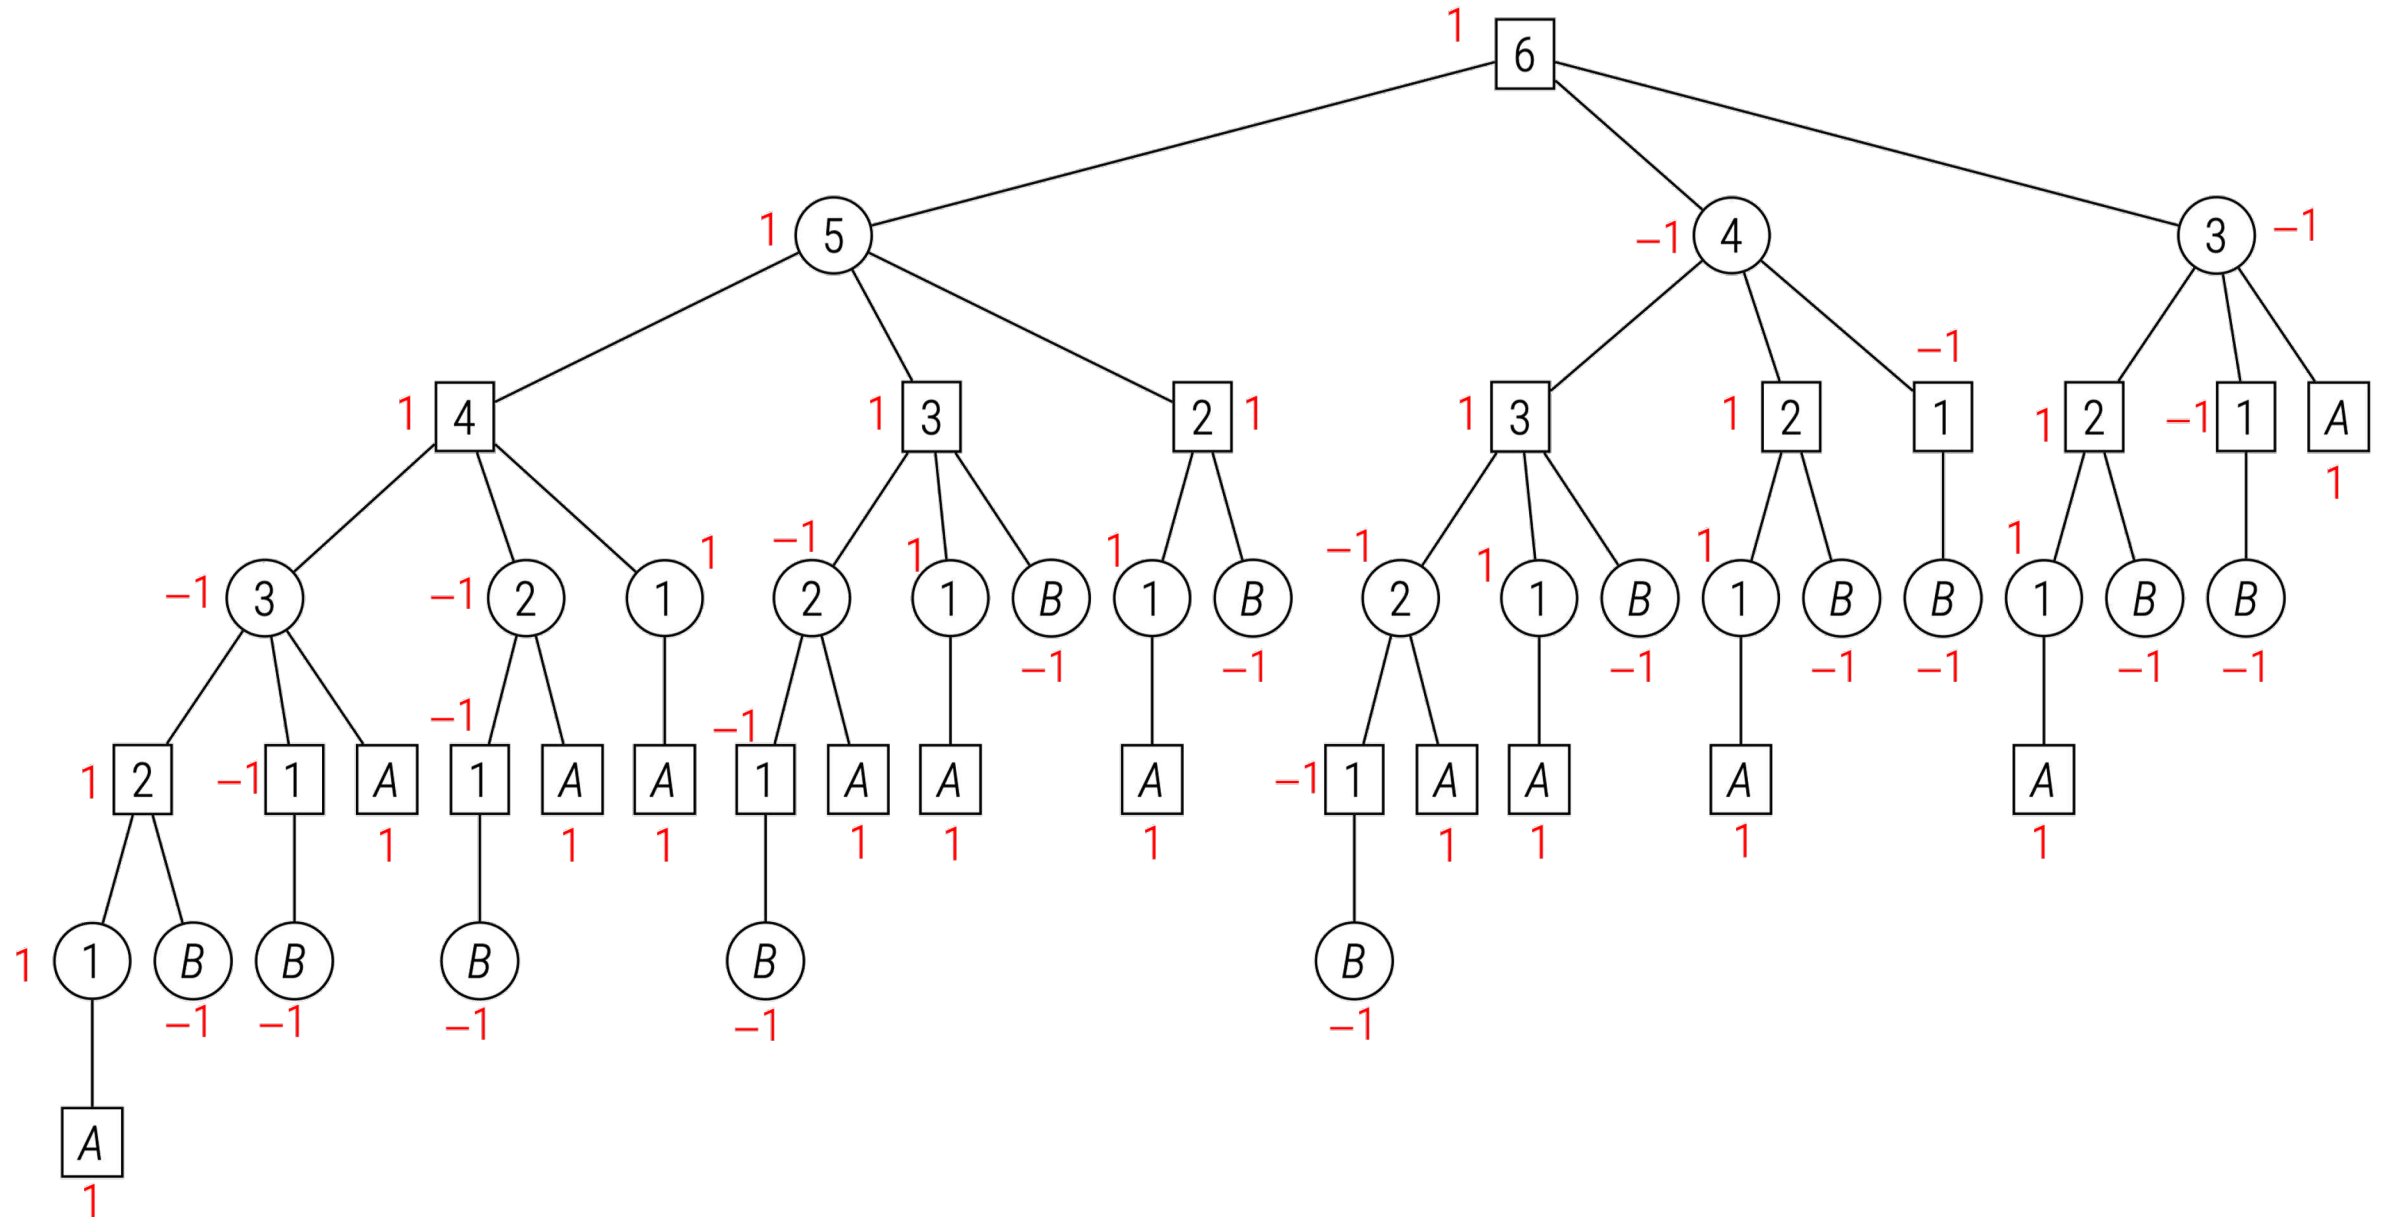 1 6
1 5 –1 4 3 –1
–1
1 4 1 3 2 1 1 3 1 2 1 1 2 –1 1 A
1
–1 3 –1 2 1 1 –1 2 1 1 B 1 1 B –1 2 1 1 B 1 1 B B 1 1 B B
–1 –1 –1 –1 –1 –1 –1
1 2 –1 1 A –1 1 A A –1 1 A A A –1 1 A A A A
1 1 1 1 1 1 1 1 1 1
1 1 B B B B B
–1 –1 –1 –1 –1
A
1